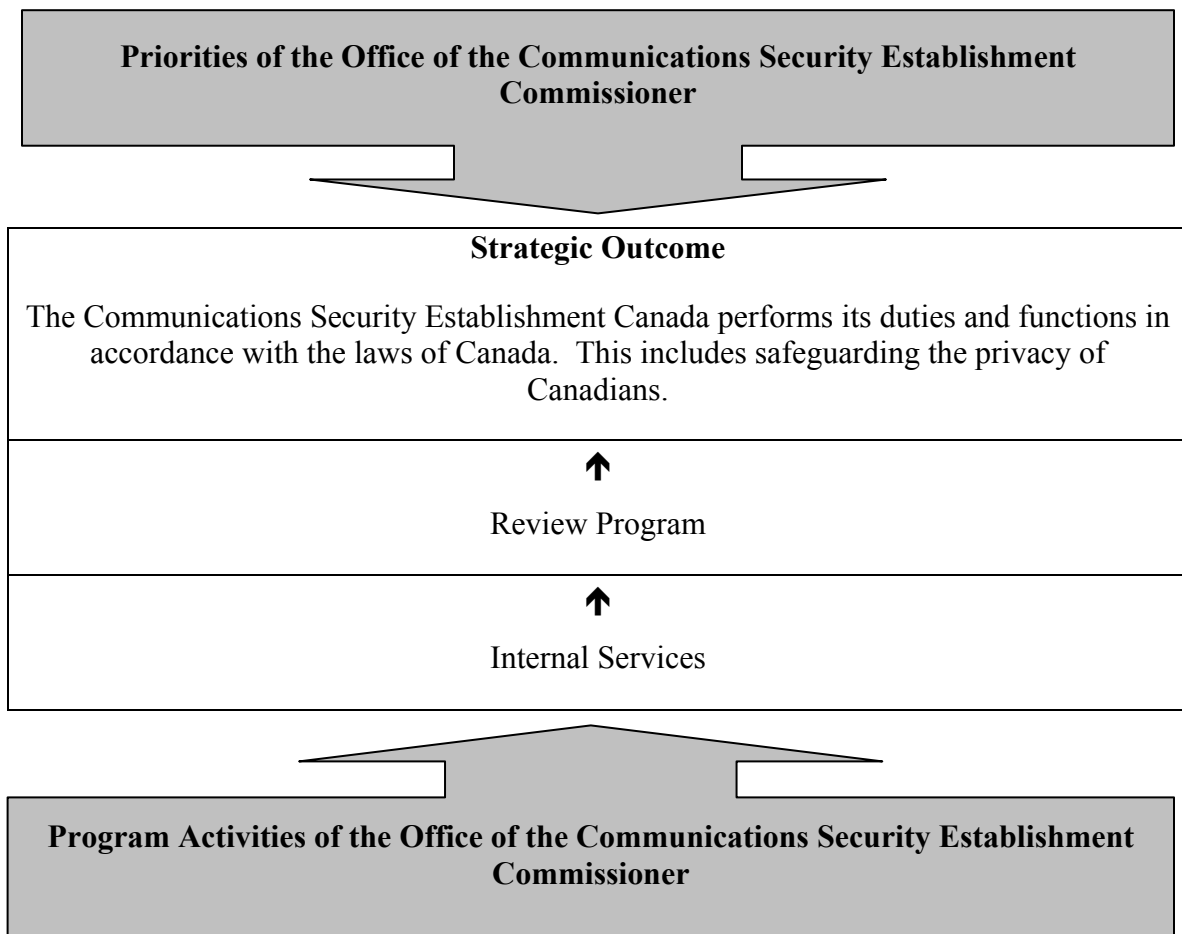 Priorities of the Office of the Communications Security Establishment
Commissioner
Strategic Outcome
The Communications Security Establishment Canada performs its duties and functions in
accordance with the laws of Canada.  This includes safeguarding the privacy of
Canadians.
Review Program
Internal Services
Program Activities of the Office of the Communications Security Establishment
Commissioner